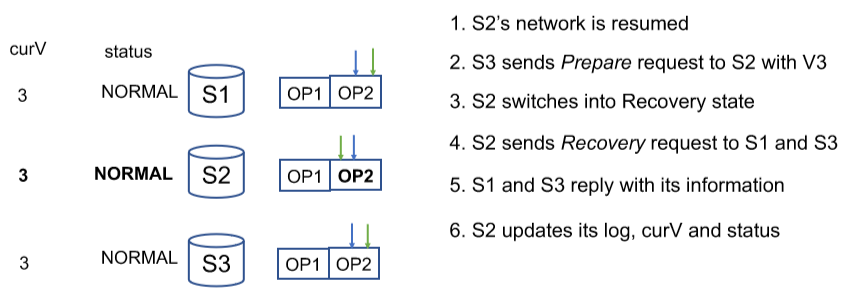 curV status
3 NORMAL S1 OP1 OP2
3 NORMAL S2 OP1 OP2
3 NORMAL S3 OP1 OP2
1. S2's network is resumed
2. S3 sends Prepare request to S2 with V3
3. S2 switches into Recovery state
4. S2 sends Recovery request to S1 and S3
5. S1 and S3 reply with its information
6. S2 updates its log, curV and status